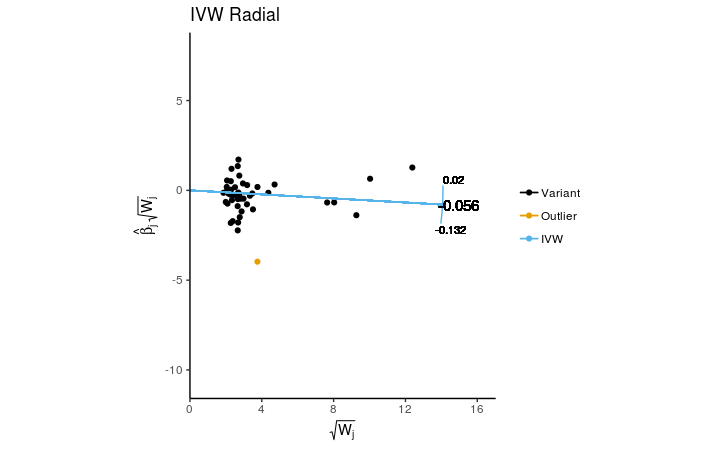 IVW Radial
5
0
-5
-10
β̂ⱼ√Wⱼ
0.02
-0.056
-0.132
Variant
Outlier
IVW
0 4 8 12 16
√Wⱼ